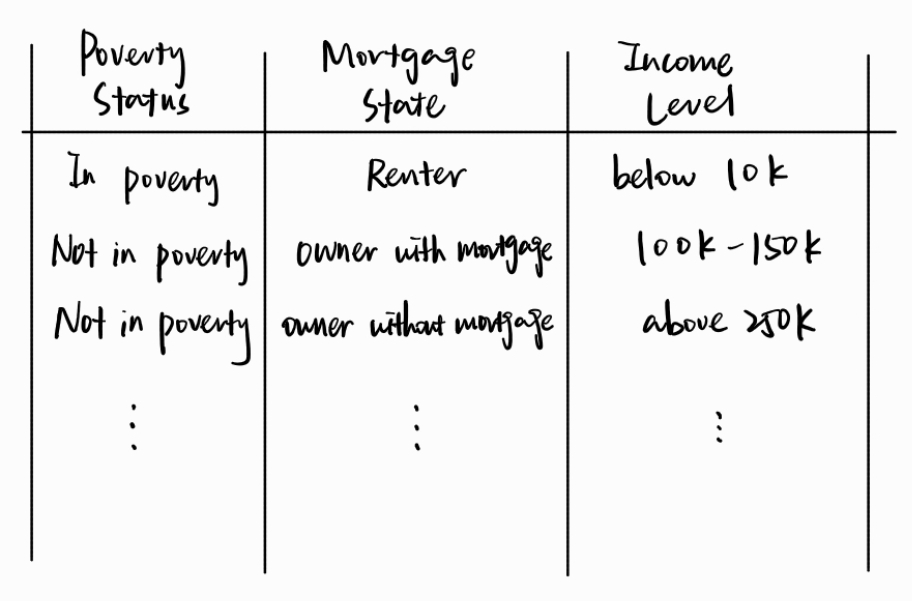 Poverty Status | Mortgage State | Income Level
In poverty | Renter | below 10k
Not in poverty | owner with mortgage | 100k - 150k
Not in poverty | owner without mortgage | above 250k
⋮ | ⋮ | ⋮